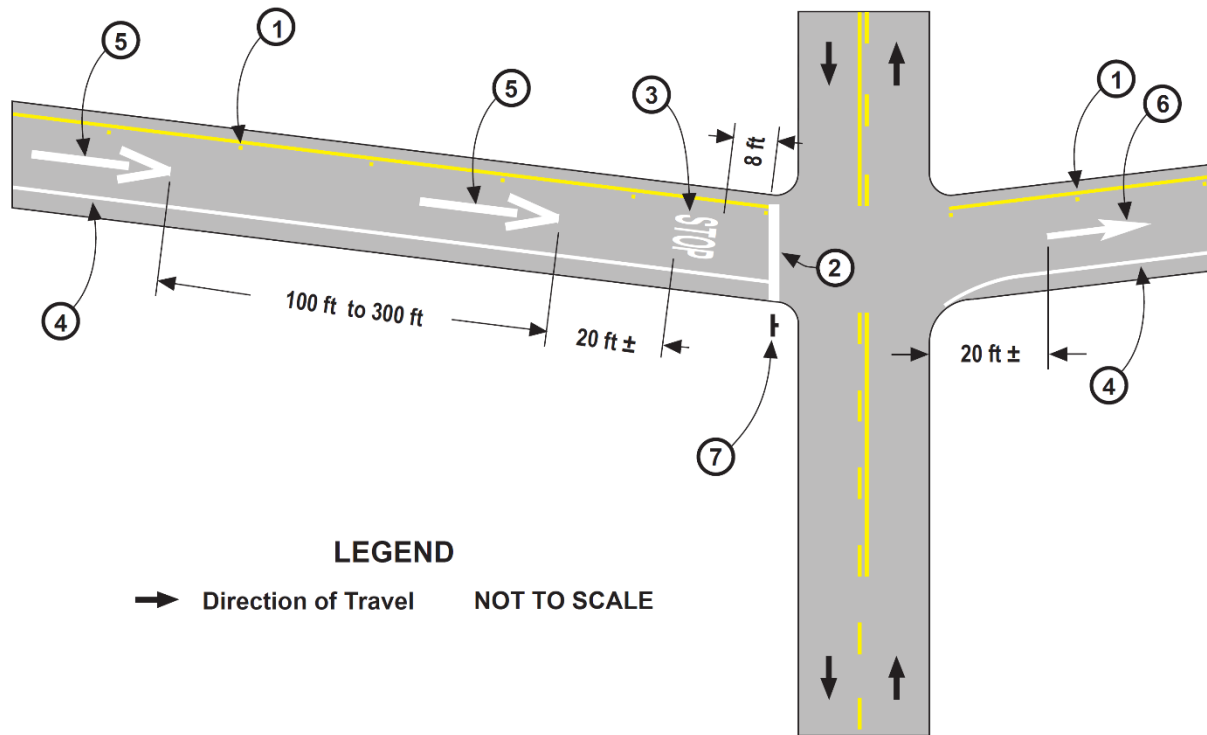 5
1
5
3
8 ft
1
6
STOP
2
4
100 ft to 300 ft
20 ft ±
20 ft ±
4
7
LEGEND
Direction of Travel NOT TO SCALE